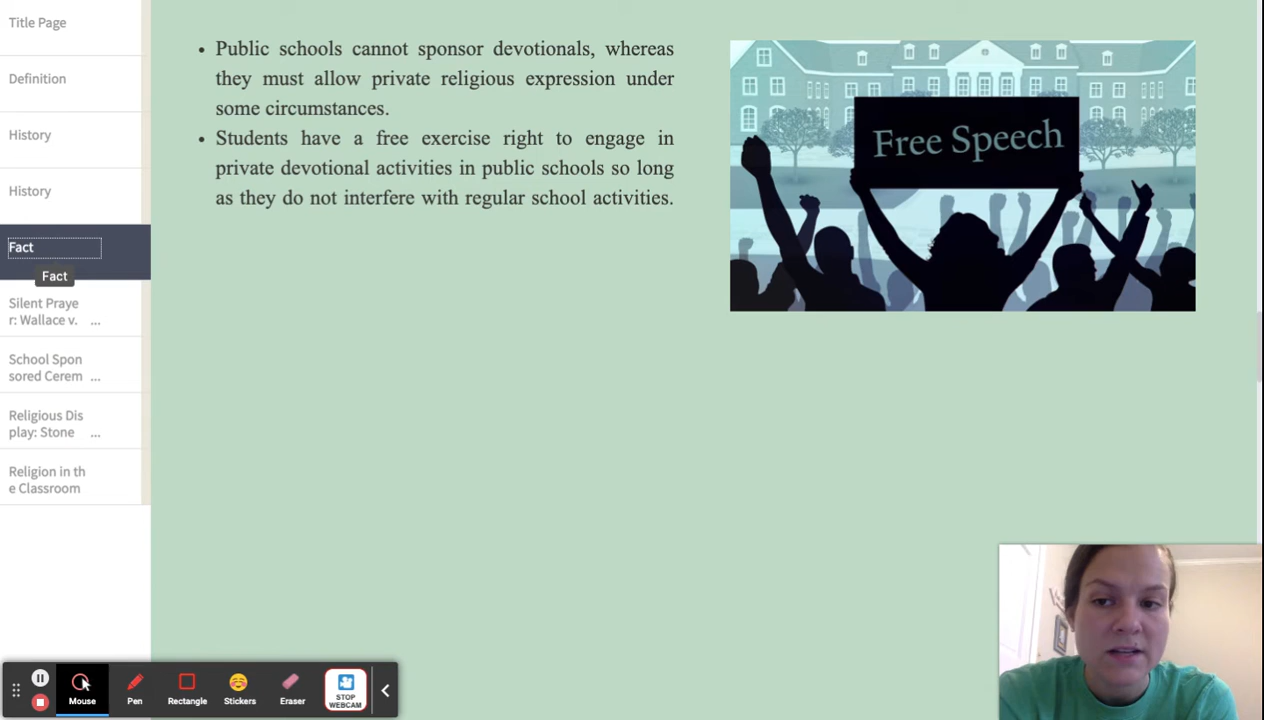 Title Page
Definition
History
History
Fact
Fact
Silent Praye
r: Wallace v. ...
School Spon
sored Cerem ...
Religious Dis
play: Stone ...
Religion in th
e Classroom
• Public schools cannot sponsor devotionals, whereas
they must allow private religious expression under
some circumstances.
• Students have a free exercise right to engage in
private devotional activities in public schools so long
as they do not interfere with regular school activities.
Free Speech
Mouse
Pen
Rectangle
Stickers
Eraser
STOP
WEBCAM